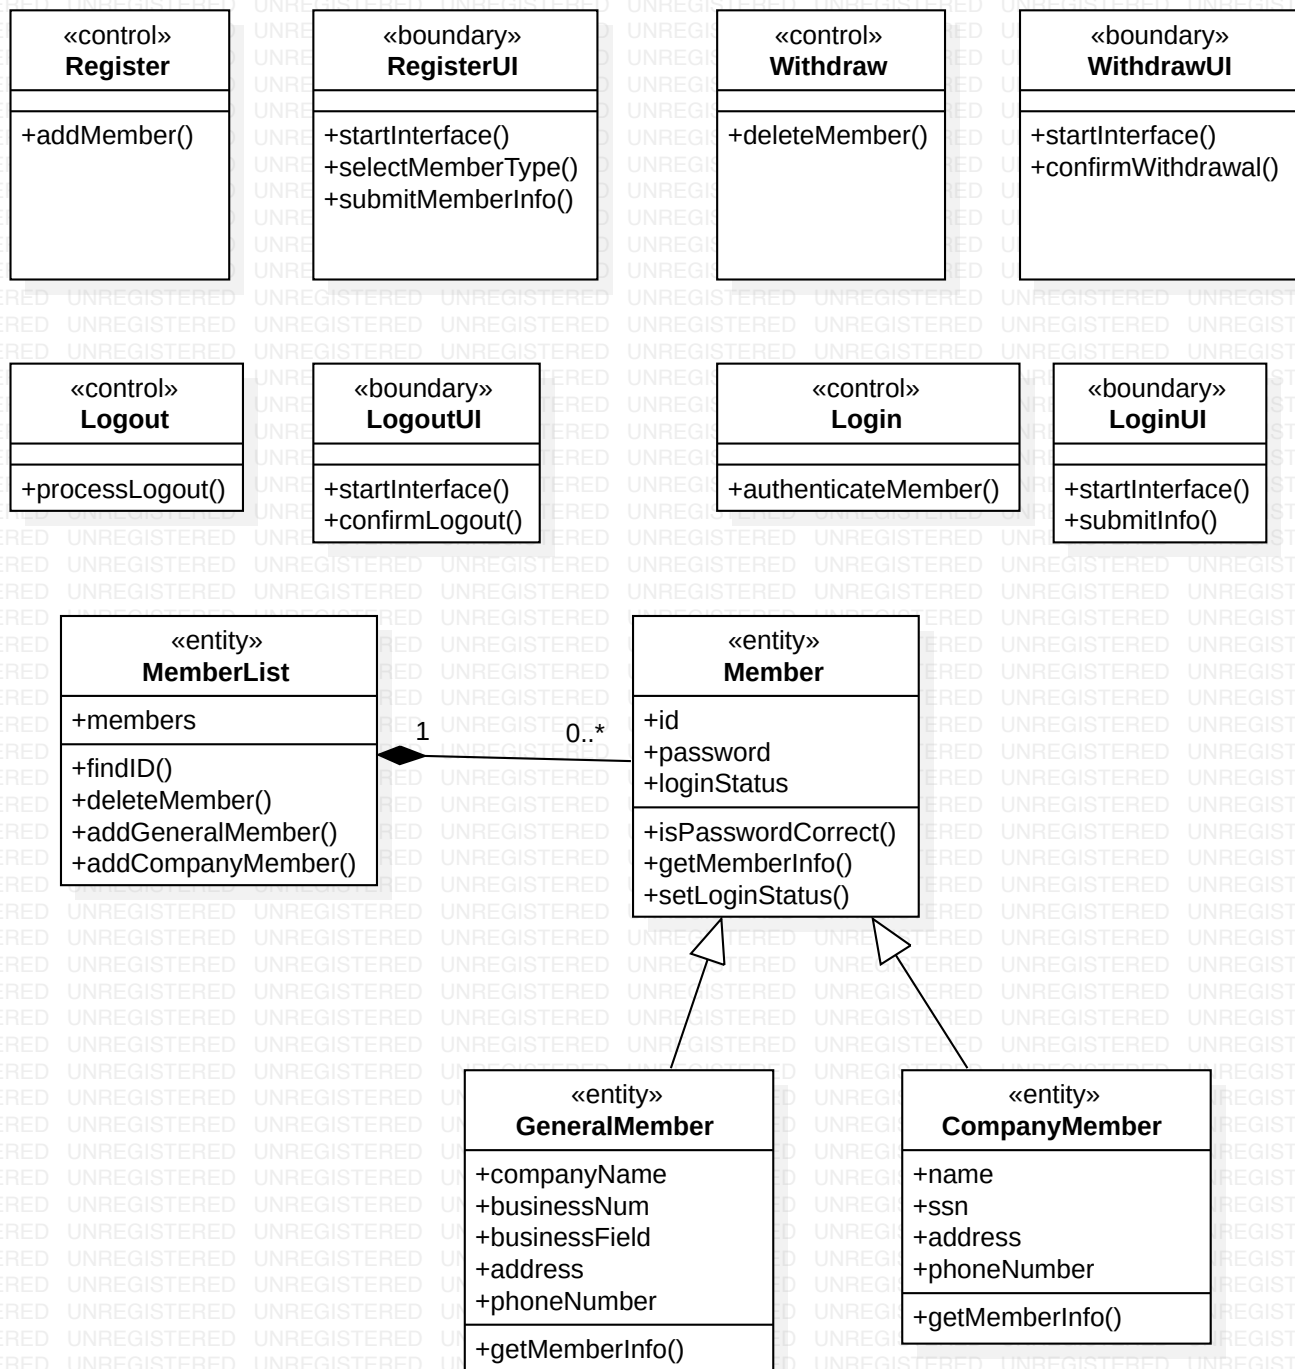 «control»
Register
+addMember()
«boundary»
RegisterUI
+startInterface()
+selectMemberType()
+submitMemberInfo()
«control»
Withdraw
+deleteMember()
«boundary»
WithdrawUI
+startInterface()
+confirmWithdrawal()
«control»
Logout
+processLogout()
«boundary»
LogoutUI
+startInterface()
+confirmLogout()
«control»
Login
+authenticateMember()
«boundary»
LoginUI
+startInterface()
+submitInfo()
«entity»
MemberList
+members
+findID()
+deleteMember()
+addGeneralMember()
+addCompanyMember()
1
0..*
«entity»
Member
+id
+password
+loginStatus
+isPasswordCorrect()
+getMemberInfo()
+setLoginStatus()
«entity»
GeneralMember
+companyName
+businessNum
+businessField
+address
+phoneNumber
+getMemberInfo()
«entity»
CompanyMember
+name
+ssn
+address
+phoneNumber
+getMemberInfo()
UNREGISTERED